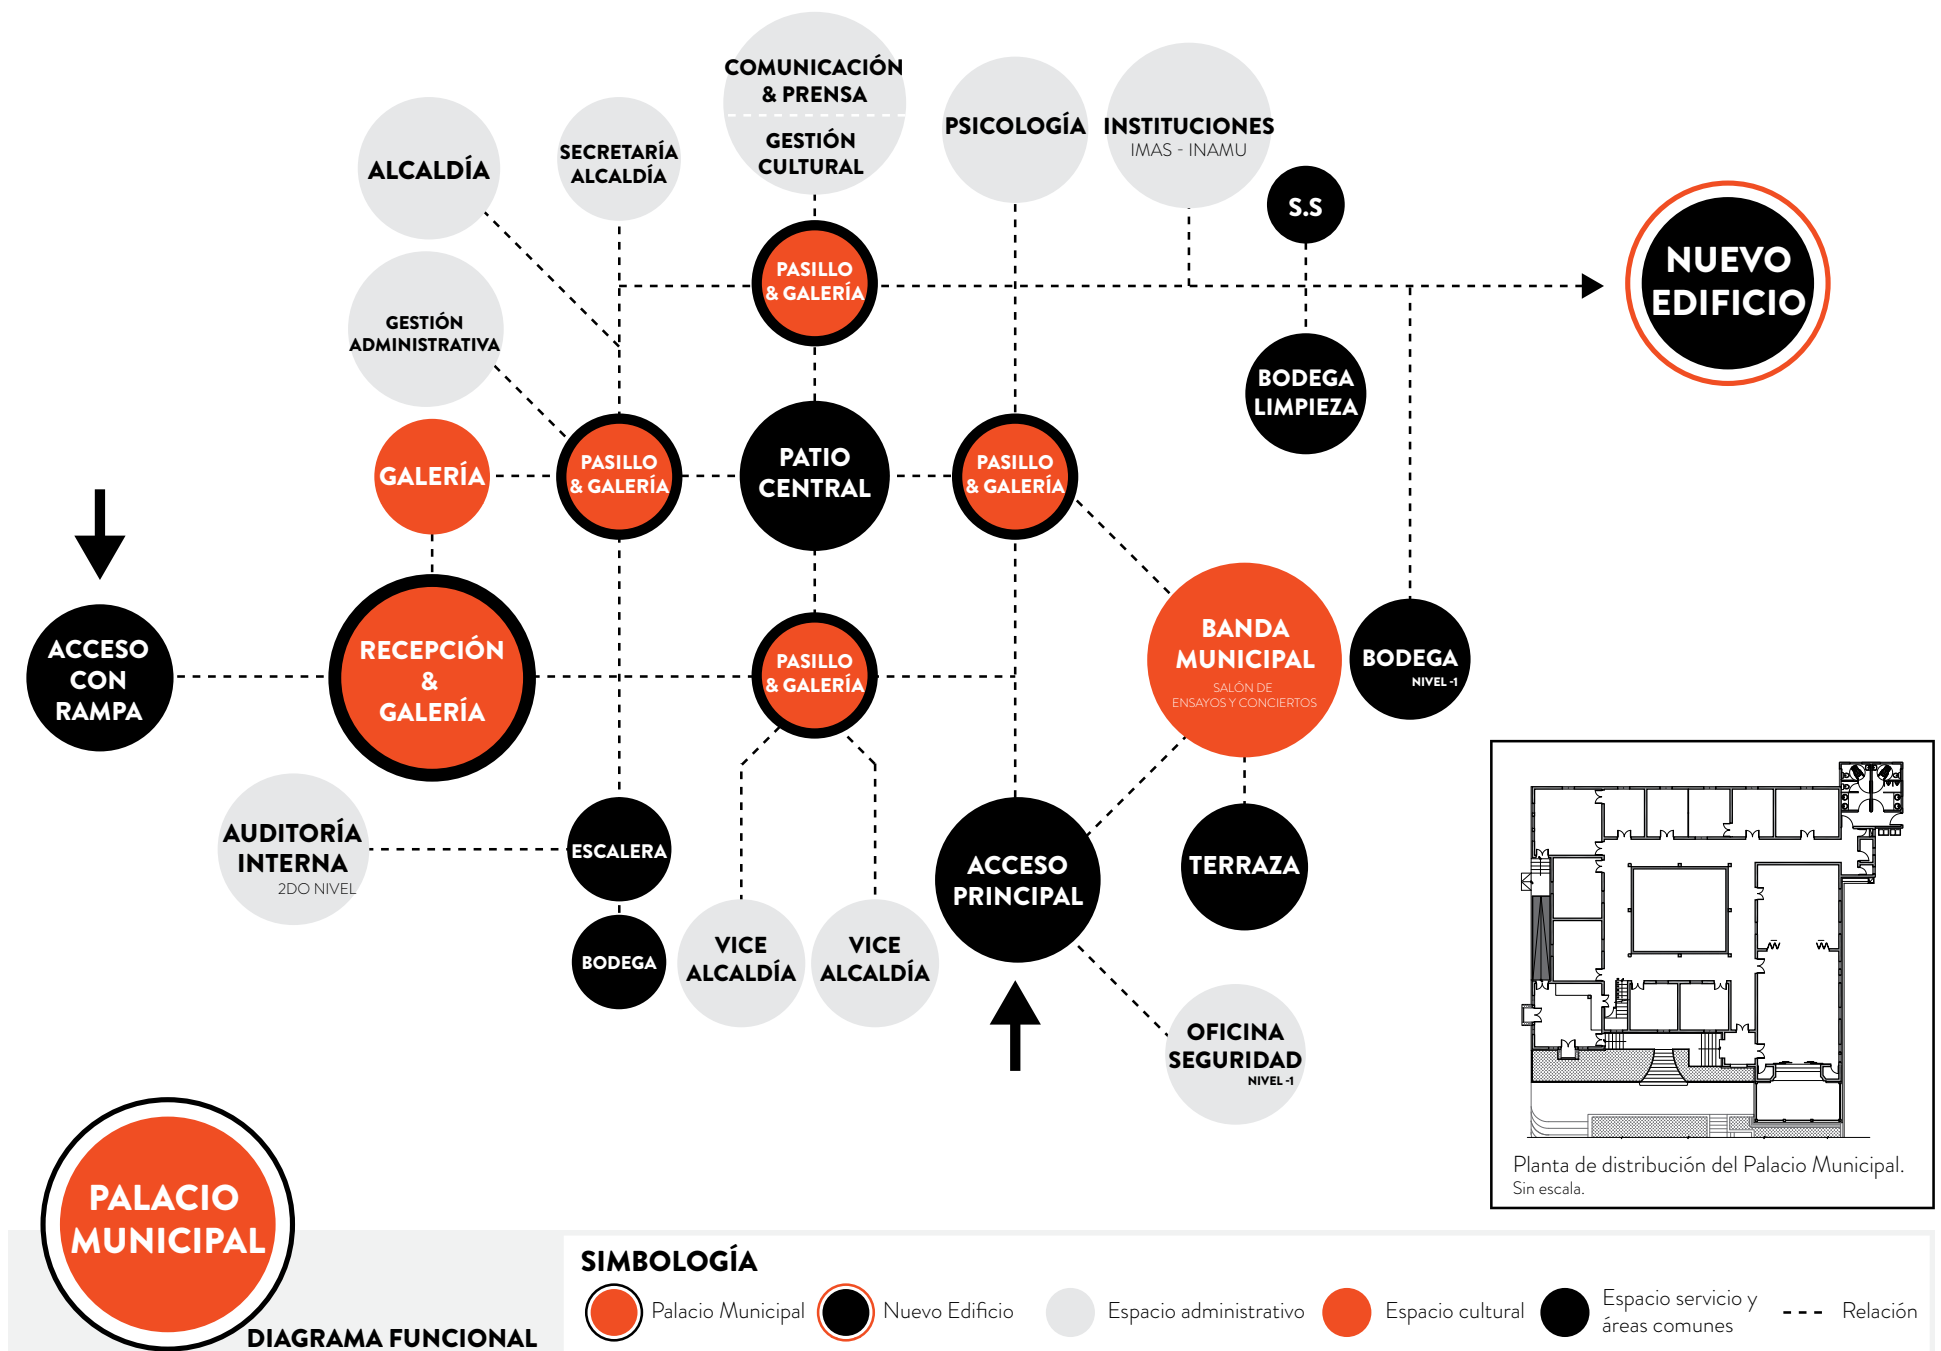 COMUNICACIÓN
& PRENSA
GESTIÓN
CULTURAL
ALCALDÍA
SECRETARÍA
ALCALDÍA
PSICOLOGÍA
INSTITUCIONES
IMAS - INAMU
S.S
NUEVO
EDIFICIO
PASILLO
& GALERÍA
GESTIÓN
ADMINISTRATIVA
BODEGA
LIMPIEZA
GALERÍA
PASILLO
& GALERÍA
PATIO
CENTRAL
PASILLO
& GALERÍA
ACCESO
CON
RAMPA
RECEPCIÓN
&
GALERÍA
PASILLO
& GALERÍA
BANDA
MUNICIPAL
SALÓN DE
ENSAYOS Y CONCIERTOS
BODEGA
NIVEL -1
AUDITORÍA
INTERNA
2DO NIVEL
ESCALERA
BODEGA
VICE
ALCALDÍA
VICE
ALCALDÍA
ACCESO
PRINCIPAL
TERRAZA
OFICINA
SEGURIDAD
NIVEL -1
Planta de distribución del Palacio Municipal.
Sin escala.
PALACIO
MUNICIPAL
DIAGRAMA FUNCIONAL
SIMBOLOGÍA
Palacio Municipal
Nuevo Edificio
Espacio administrativo
Espacio cultural
Espacio servicio y
áreas comunes
Relación